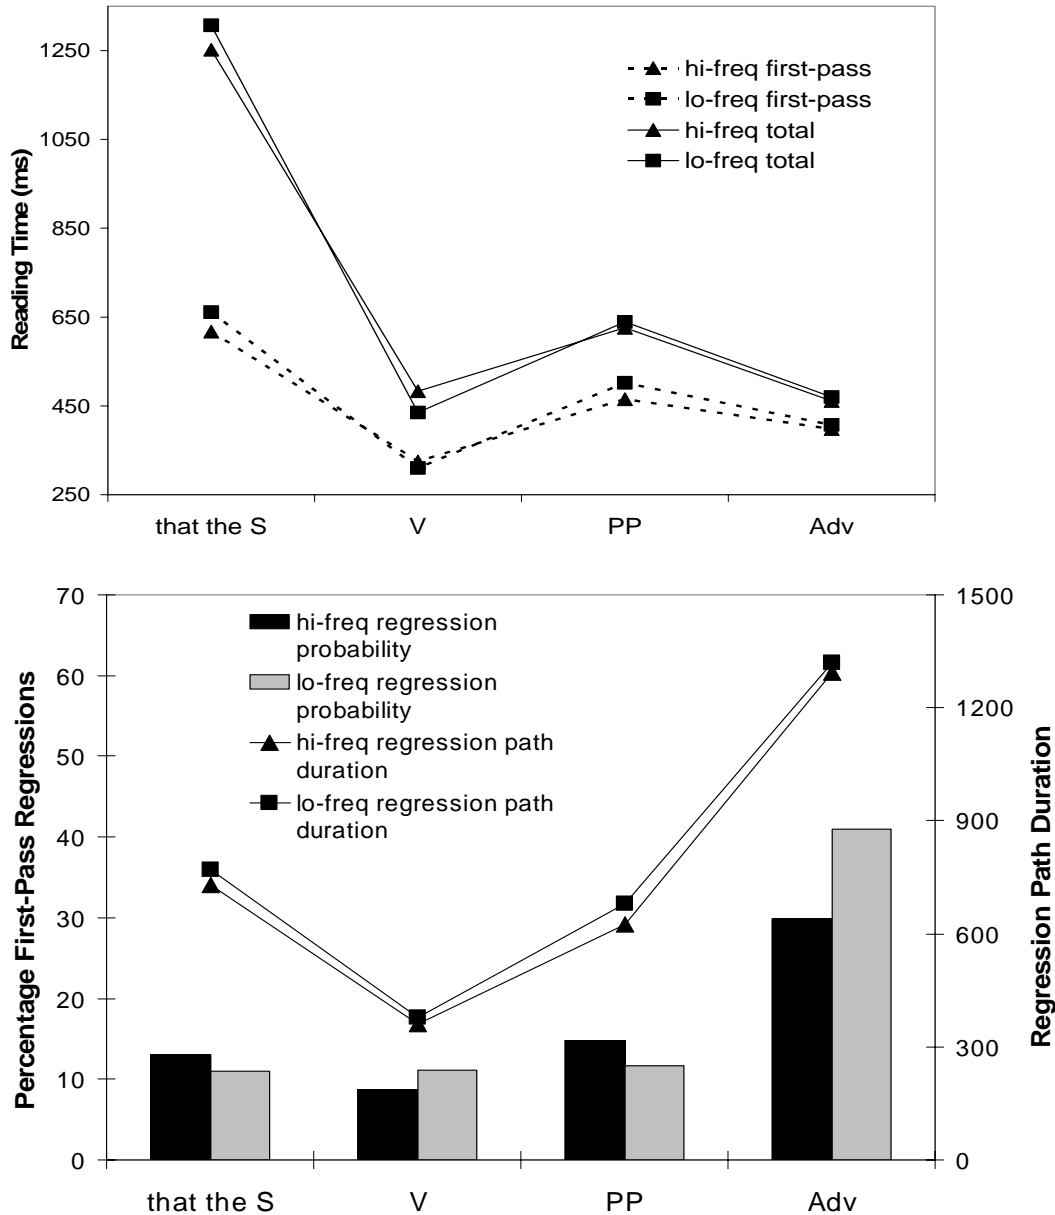 1250
1050
850
650
450
250
Reading Time (ms)
hi-freq first-pass
lo-freq first-pass
hi-freq total
lo-freq total
that the S
V
PP
Adv
70
60
50
40
30
20
10
0
Percentage First-Pass Regressions
hi-freq regression
probability
lo-freq regression
probability
hi-freq regression path
duration
lo-freq regression path
duration
1500
1200
900
600
300
0
Regression Path Duration
that the S
V
PP
Adv